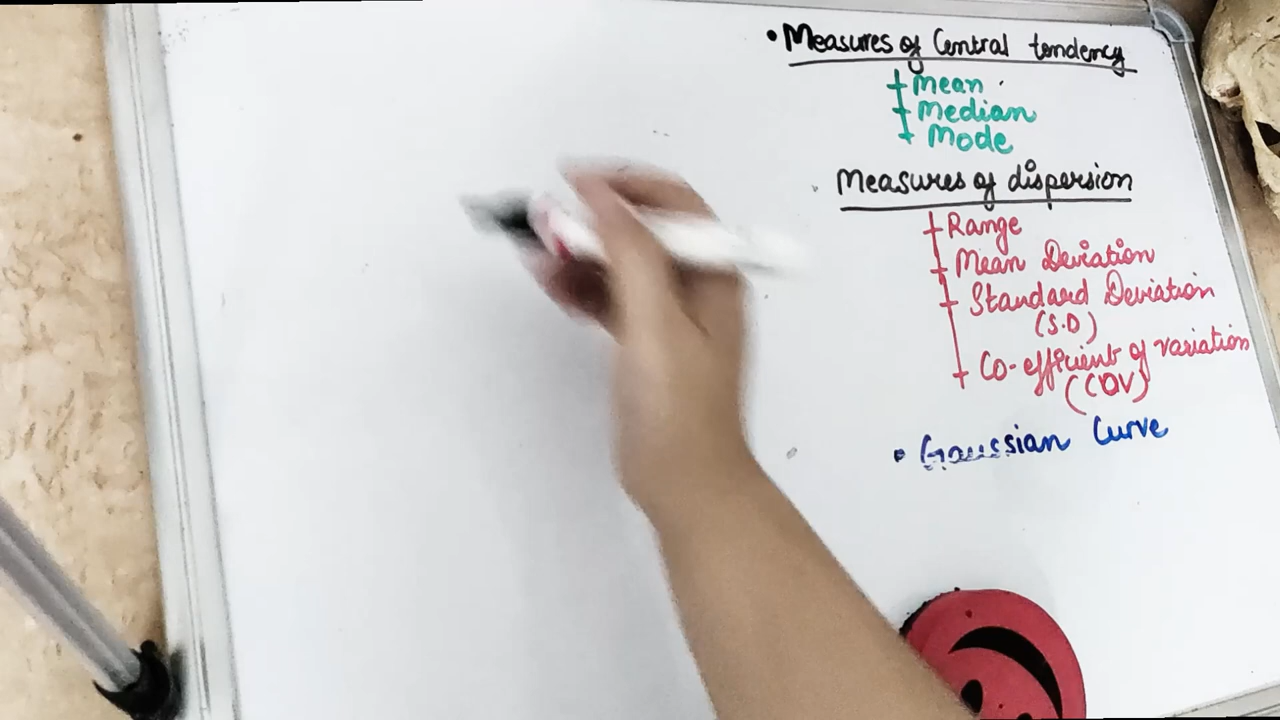 • Measures of Central tendency
Mean
Median
Mode
Measures of dispersion
Range
Mean Deviation
Standard Deviation
(S.D)
Co-efficient of variation
(COV)
• Gaussian Curve